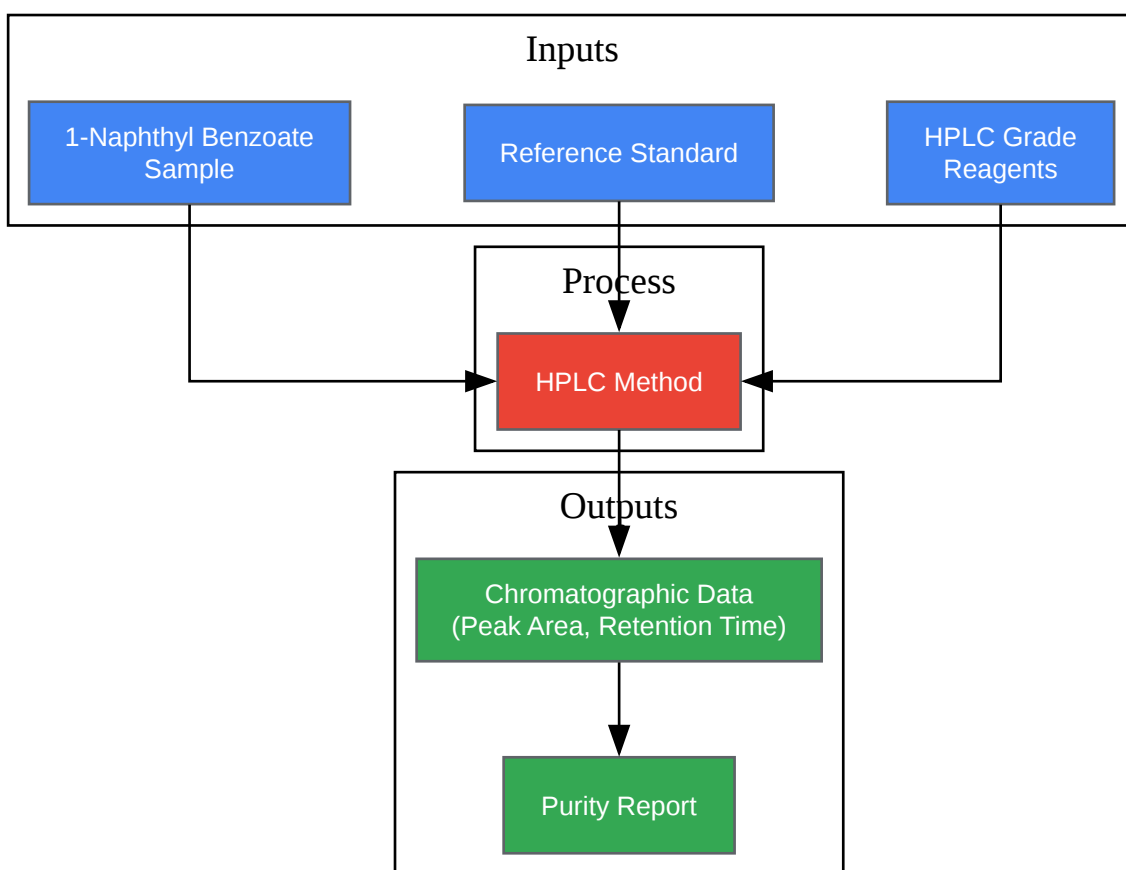 Inputs
1-Naphthyl Benzoate
Sample
Reference Standard
HPLC Grade
Reagents
Process
HPLC Method
Outputs
Chromatographic Data
(Peak Area, Retention Time)
Purity Report